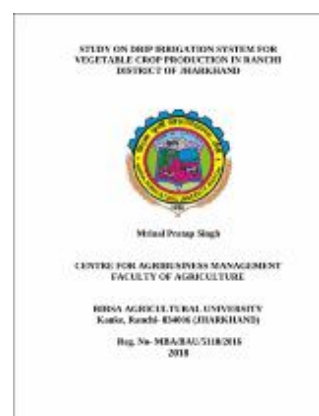 STUDY ON DRIP IRRIGATION SYSTEM FOR
VEGETABLE CROP PRODUCTION IN RANCHI
DISTRICT OF JHARKHAND
Mrinal Pratap Singh
CENTRE FOR AGRIBUSINESS MANAGEMENT
FACULTY OF AGRICULTURE
BIRSA AGRICULTURAL UNIVERSITY
Kanke, Ranchi- 834006 (JHARKHAND)
Reg. No- MBA/BAU/5110/2016
2018